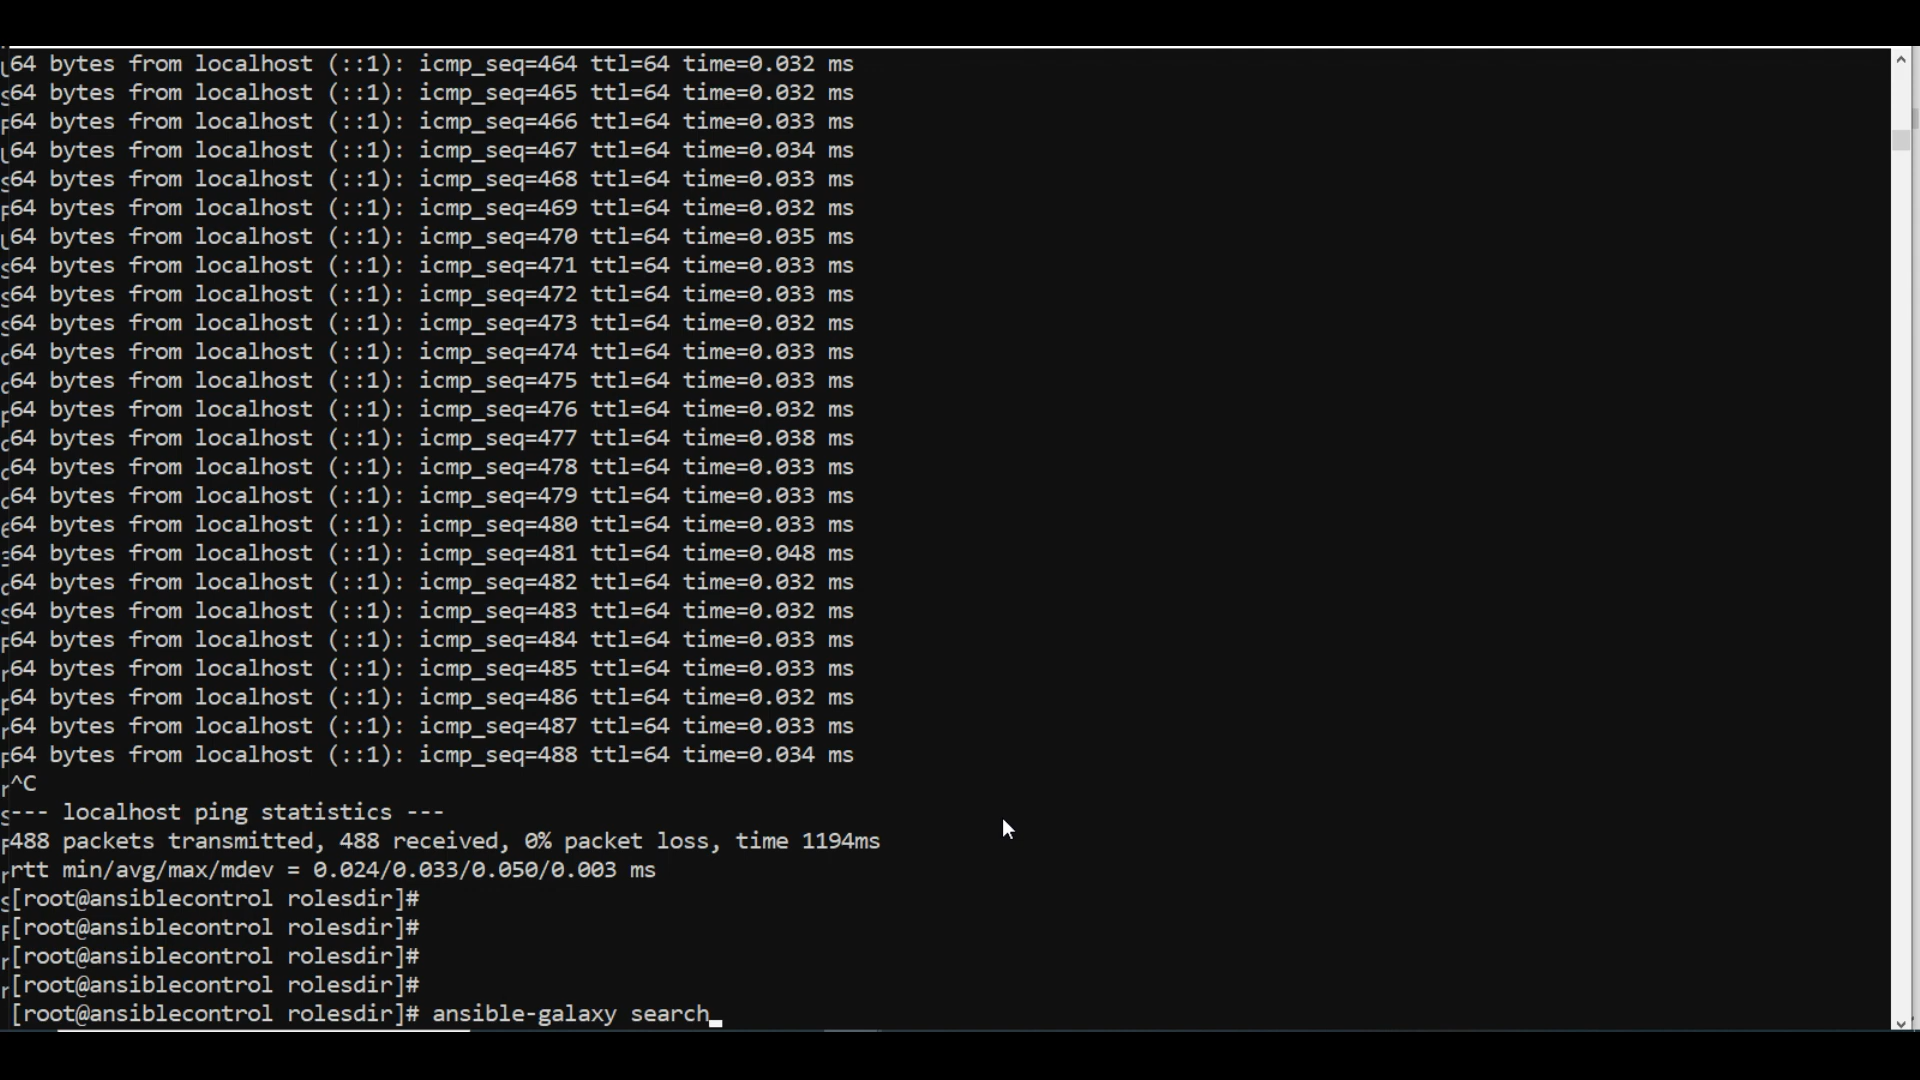 64 bytes from localhost (::1): icmp_seq=464 ttl=64 time=0.032 ms
64 bytes from localhost (::1): icmp_seq=465 ttl=64 time=0.032 ms
64 bytes from localhost (::1): icmp_seq=466 ttl=64 time=0.033 ms
64 bytes from localhost (::1): icmp_seq=467 ttl=64 time=0.034 ms
64 bytes from localhost (::1): icmp_seq=468 ttl=64 time=0.033 ms
64 bytes from localhost (::1): icmp_seq=469 ttl=64 time=0.032 ms
64 bytes from localhost (::1): icmp_seq=470 ttl=64 time=0.035 ms
64 bytes from localhost (::1): icmp_seq=471 ttl=64 time=0.033 ms
64 bytes from localhost (::1): icmp_seq=472 ttl=64 time=0.033 ms
64 bytes from localhost (::1): icmp_seq=473 ttl=64 time=0.032 ms
64 bytes from localhost (::1): icmp_seq=474 ttl=64 time=0.033 ms
64 bytes from localhost (::1): icmp_seq=475 ttl=64 time=0.033 ms
64 bytes from localhost (::1): icmp_seq=476 ttl=64 time=0.032 ms
64 bytes from localhost (::1): icmp_seq=477 ttl=64 time=0.038 ms
64 bytes from localhost (::1): icmp_seq=478 ttl=64 time=0.033 ms
64 bytes from localhost (::1): icmp_seq=479 ttl=64 time=0.033 ms
64 bytes from localhost (::1): icmp_seq=480 ttl=64 time=0.033 ms
64 bytes from localhost (::1): icmp_seq=481 ttl=64 time=0.048 ms
64 bytes from localhost (::1): icmp_seq=482 ttl=64 time=0.032 ms
64 bytes from localhost (::1): icmp_seq=483 ttl=64 time=0.032 ms
64 bytes from localhost (::1): icmp_seq=484 ttl=64 time=0.033 ms
64 bytes from localhost (::1): icmp_seq=485 ttl=64 time=0.033 ms
64 bytes from localhost (::1): icmp_seq=486 ttl=64 time=0.032 ms
64 bytes from localhost (::1): icmp_seq=487 ttl=64 time=0.033 ms
64 bytes from localhost (::1): icmp_seq=488 ttl=64 time=0.034 ms
^C
--- localhost ping statistics ---
488 packets transmitted, 488 received, 0% packet loss, time 1194ms
rtt min/avg/max/mdev = 0.024/0.033/0.050/0.003 ms
[root@ansiblecontrol rolesdir]#
[root@ansiblecontrol rolesdir]#
[root@ansiblecontrol rolesdir]#
[root@ansiblecontrol rolesdir]#
[root@ansiblecontrol rolesdir]# ansible-galaxy search